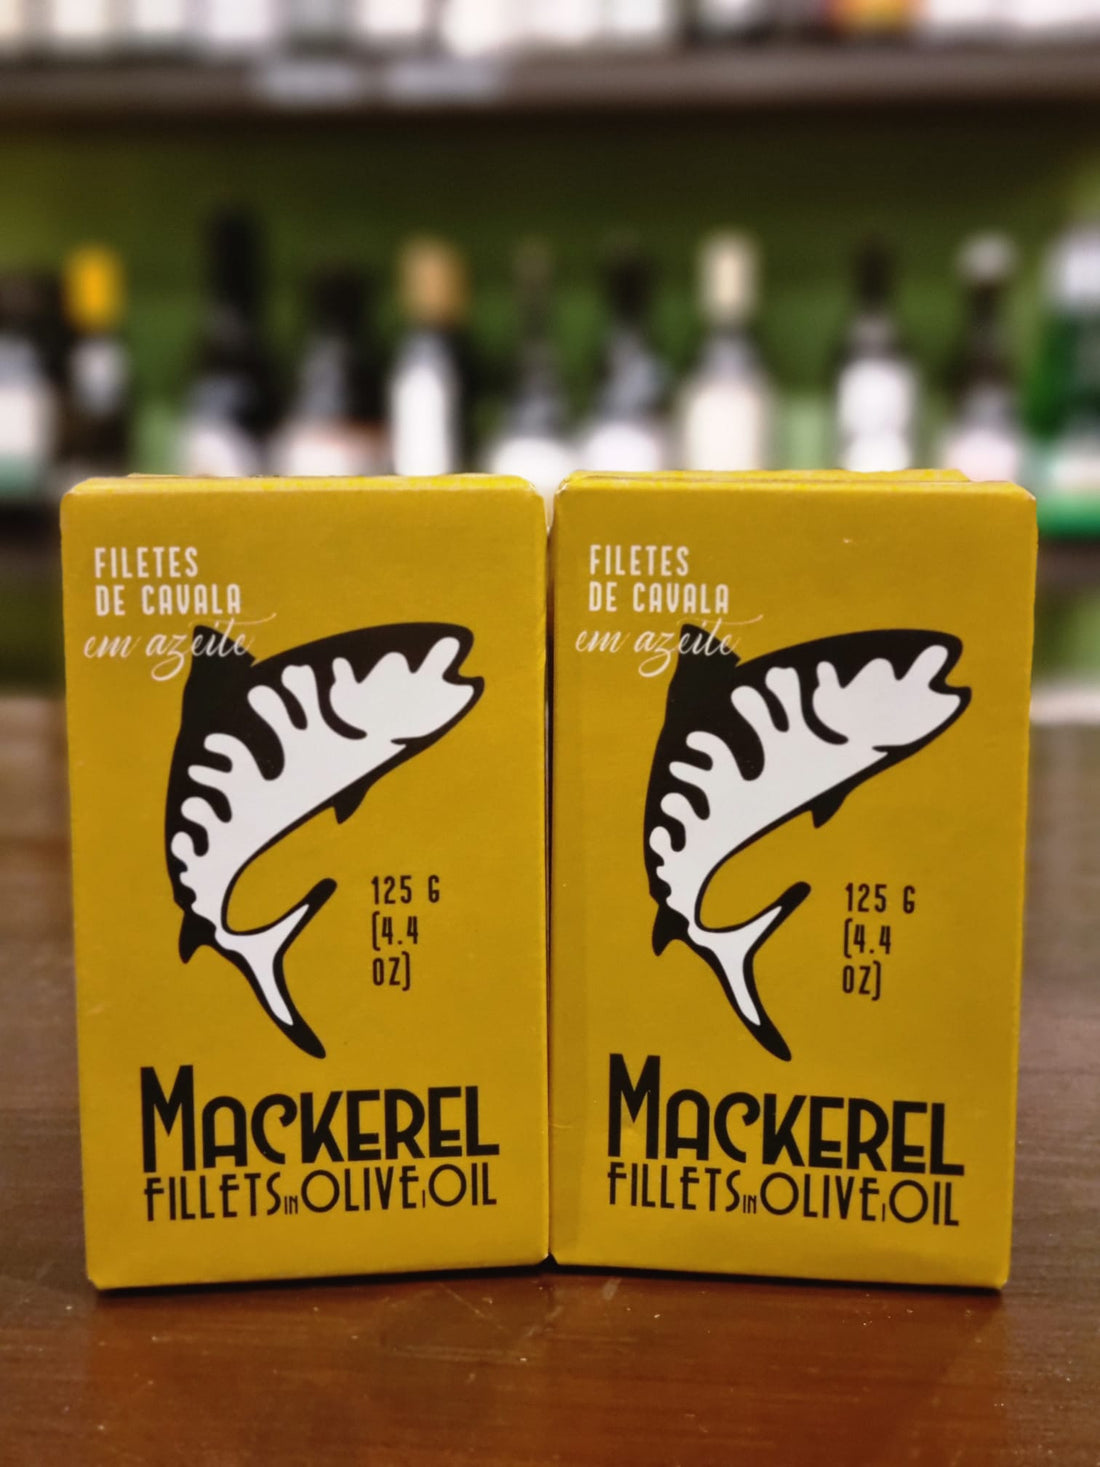 FILETES
DE CAVALA
em azeite
125 G
(4.4
OZ)
MACKEREL
FILLETS IN OLIVE OIL
FILETES
DE CAVALA
em azeite
125 G
(4.4
OZ)
MACKEREL
FILLETS IN OLIVE OIL